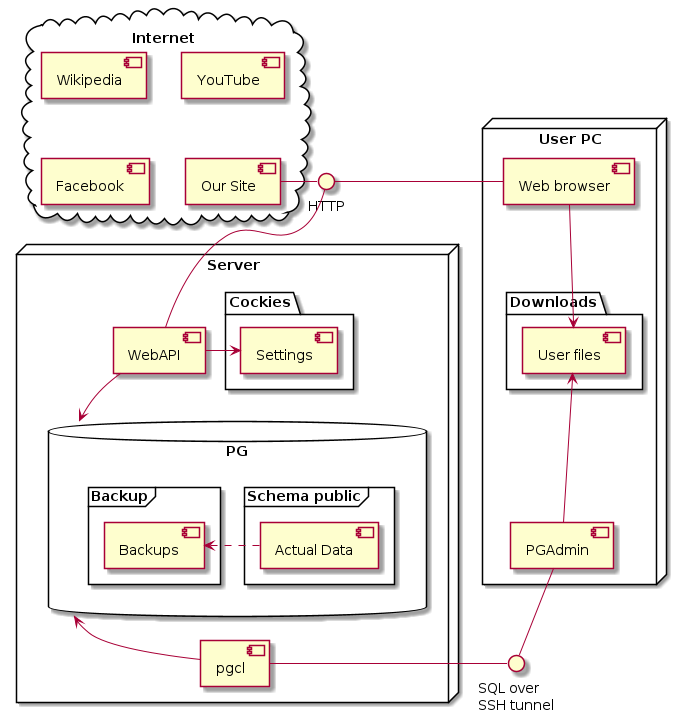 Internet
Wikipedia
YouTube
Facebook
Our Site
HTTP
User PC
Web browser
Downloads
User files
PGAdmin
Server
Cockies
WebAPI
Settings
PG
Backup
Schema public
Backups
Actual Data
pgcl
SQL over
SSH tunnel